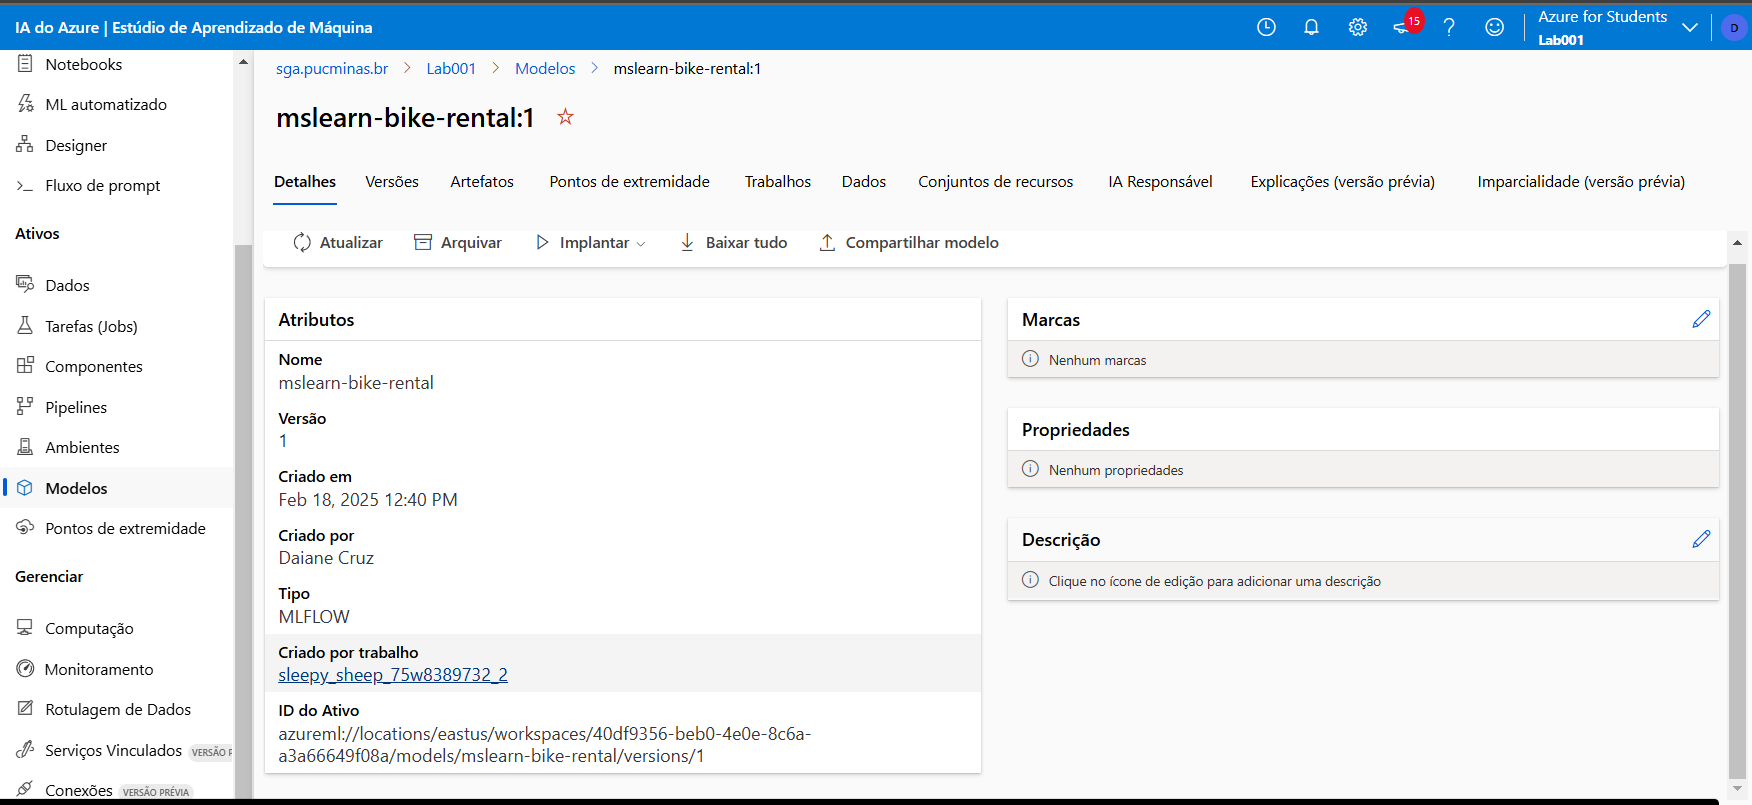 IA do Azure | Estúdio de Aprendizado de Máquina
15
Azure for Students
Lab001
D
Notebooks
ML automatizado
Designer
Fluxo de prompt
Ativos
Dados
Tarefas (Jobs)
Componentes
Pipelines
Ambientes
Modelos
Pontos de extremidade
Gerenciar
Computação
Monitoramento
Rotulagem de Dados
Serviços Vinculados VERSÃO P
Conexões VERSÃO PRÉVIA
sga.pucminas.br > Lab001 > Modelos > mslearn-bike-rental:1
mslearn-bike-rental:1
Detalhes Versões Artefatos Pontos de extremidade Trabalhos Dados Conjuntos de recursos IA Responsável Explicações (versão prévia) Imparcialidade (versão prévia)
Atualizar Arquivar Implantar Baixar tudo Compartilhar modelo
Atributos
Nome
mslearn-bike-rental
Versão
1
Criado em
Feb 18, 2025 12:40 PM
Criado por
Daiane Cruz
Tipo
MLFLOW
Criado por trabalho
sleepy_sheep_75w8389732_2
ID do Ativo
azureml://locations/eastus/workspaces/40df9356-beb0-4e0e-8c6a-
a3a66649f08a/models/mslearn-bike-rental/versions/1
Marcas
Nenhum marcas
Propriedades
Nenhum propriedades
Descrição
Clique no ícone de edição para adicionar uma descrição